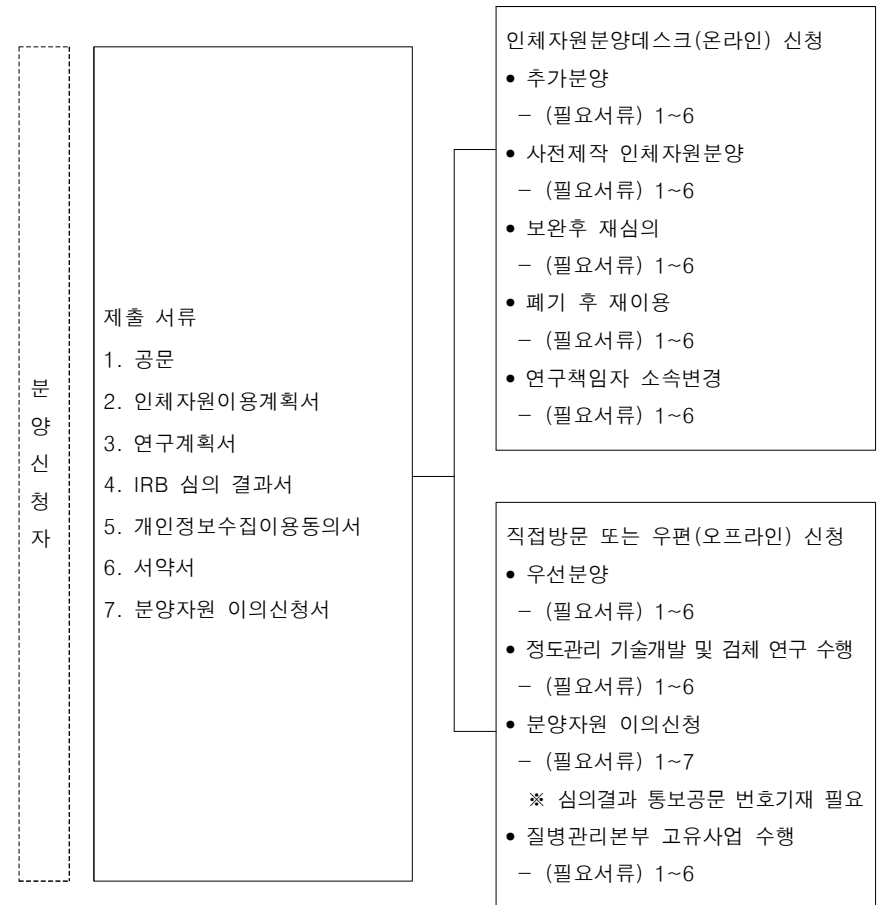 분양신청자
제출 서류
1. 공문
2. 인체자원이용계획서
3. 연구계획서
4. IRB 심의 결과서
5. 개인정보수집이용동의서
6. 서약서
7. 분양자원 이의신청서
인체자원분양데스크(온라인) 신청
• 추가분양
- (필요서류) 1~6
• 사전제작 인체자원분양
- (필요서류) 1~6
• 보완후 재심의
- (필요서류) 1~6
• 폐기 후 재이용
- (필요서류) 1~6
• 연구책임자 소속변경
- (필요서류) 1~6
직접방문 또는 우편(오프라인) 신청
• 우선분양
- (필요서류) 1~6
• 정도관리 기술개발 및 검체 연구 수행
- (필요서류) 1~6
• 분양자원 이의신청
- (필요서류) 1~7
※ 심의결과 통보공문 번호기재 필요
• 질병관리본부 고유사업 수행
- (필요서류) 1~6